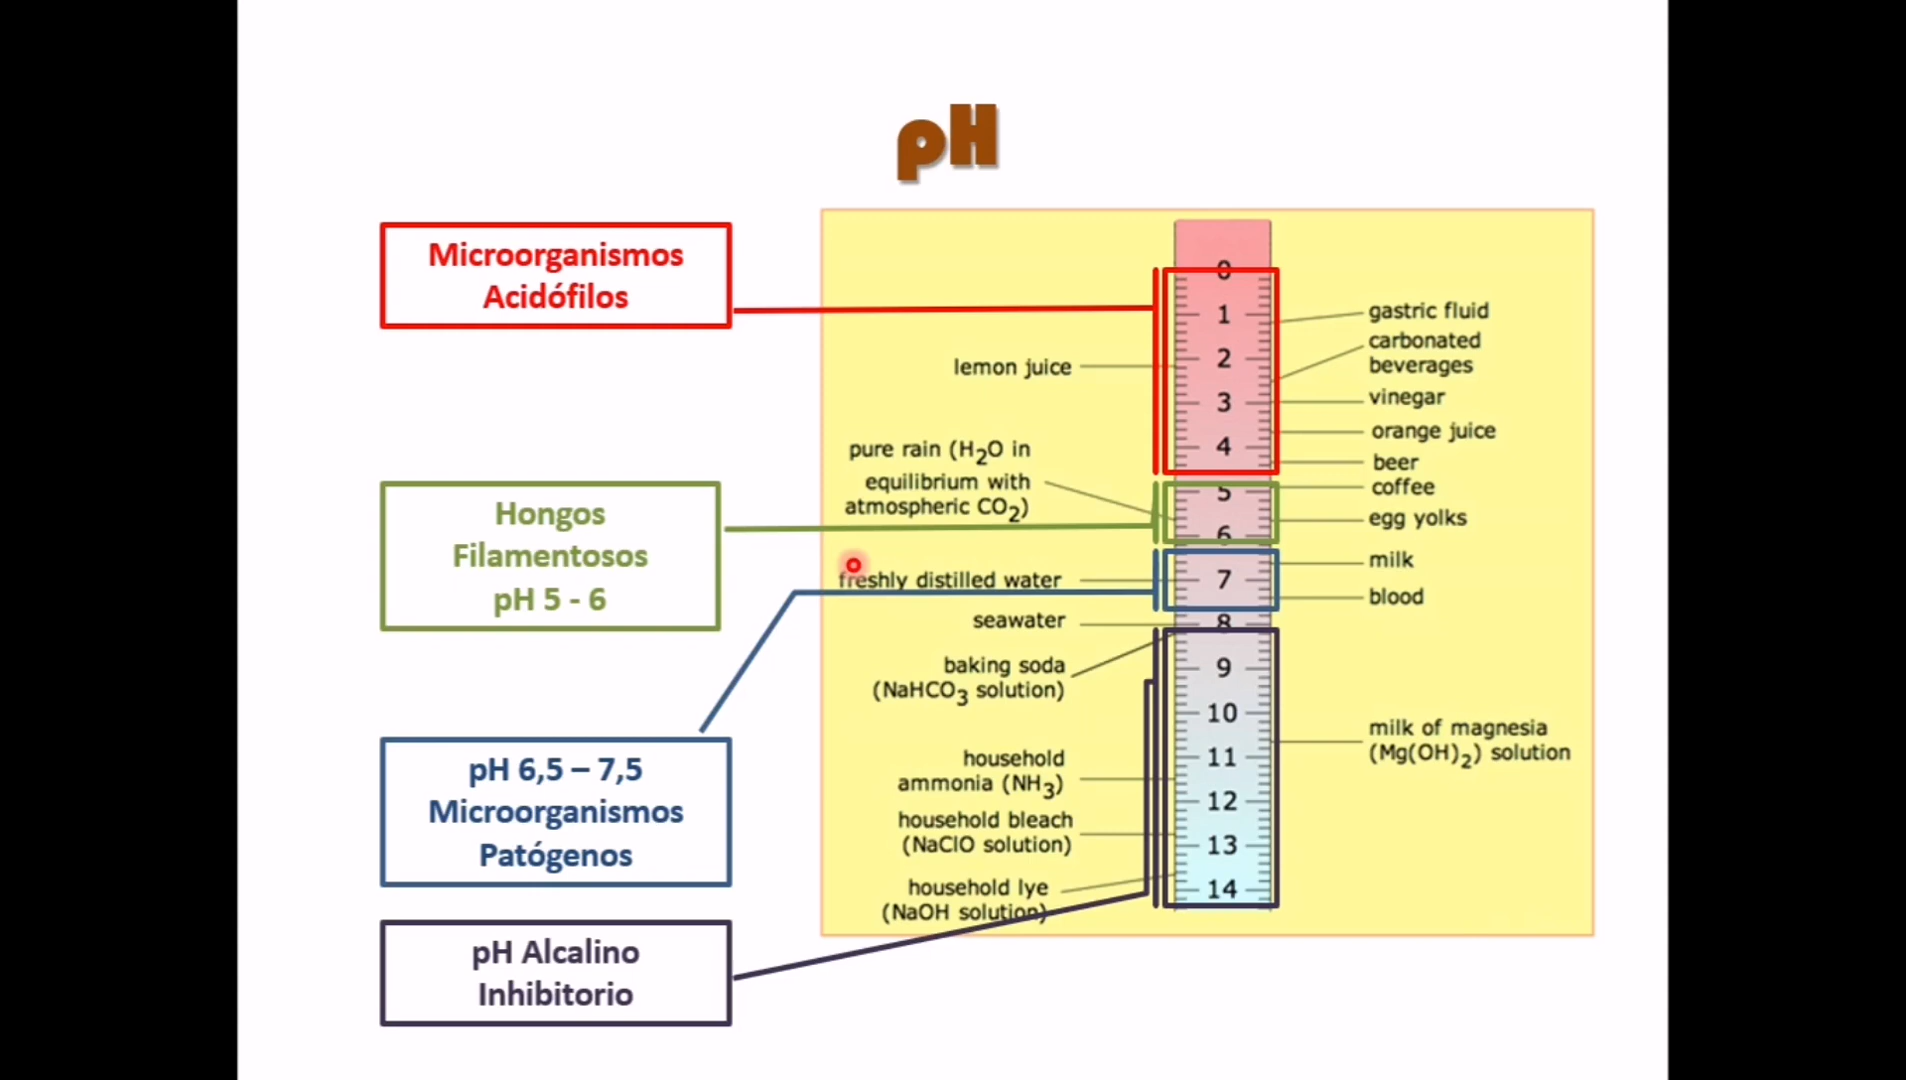 pH
Microorganismos
Acidófilos
Hongos
Filamentosos
pH 5 - 6
pH 6,5 – 7,5
Microorganismos
Patógenos
pH Alcalino
Inhibitorio
lemon juice
pure rain (H₂O in
equilibrium with
atmospheric CO₂)
freshly distilled water
seawater
baking soda
(NaHCO₃ solution)
household
ammonia (NH₃)
household bleach
(NaClO solution)
household lye
(NaOH solution)
0
1
2
3
4
5
6
7
8
9
10
11
12
13
14
gastric fluid
carbonated
beverages
vinegar
orange juice
beer
coffee
egg yolks
milk
blood
milk of magnesia
(Mg(OH)₂) solution